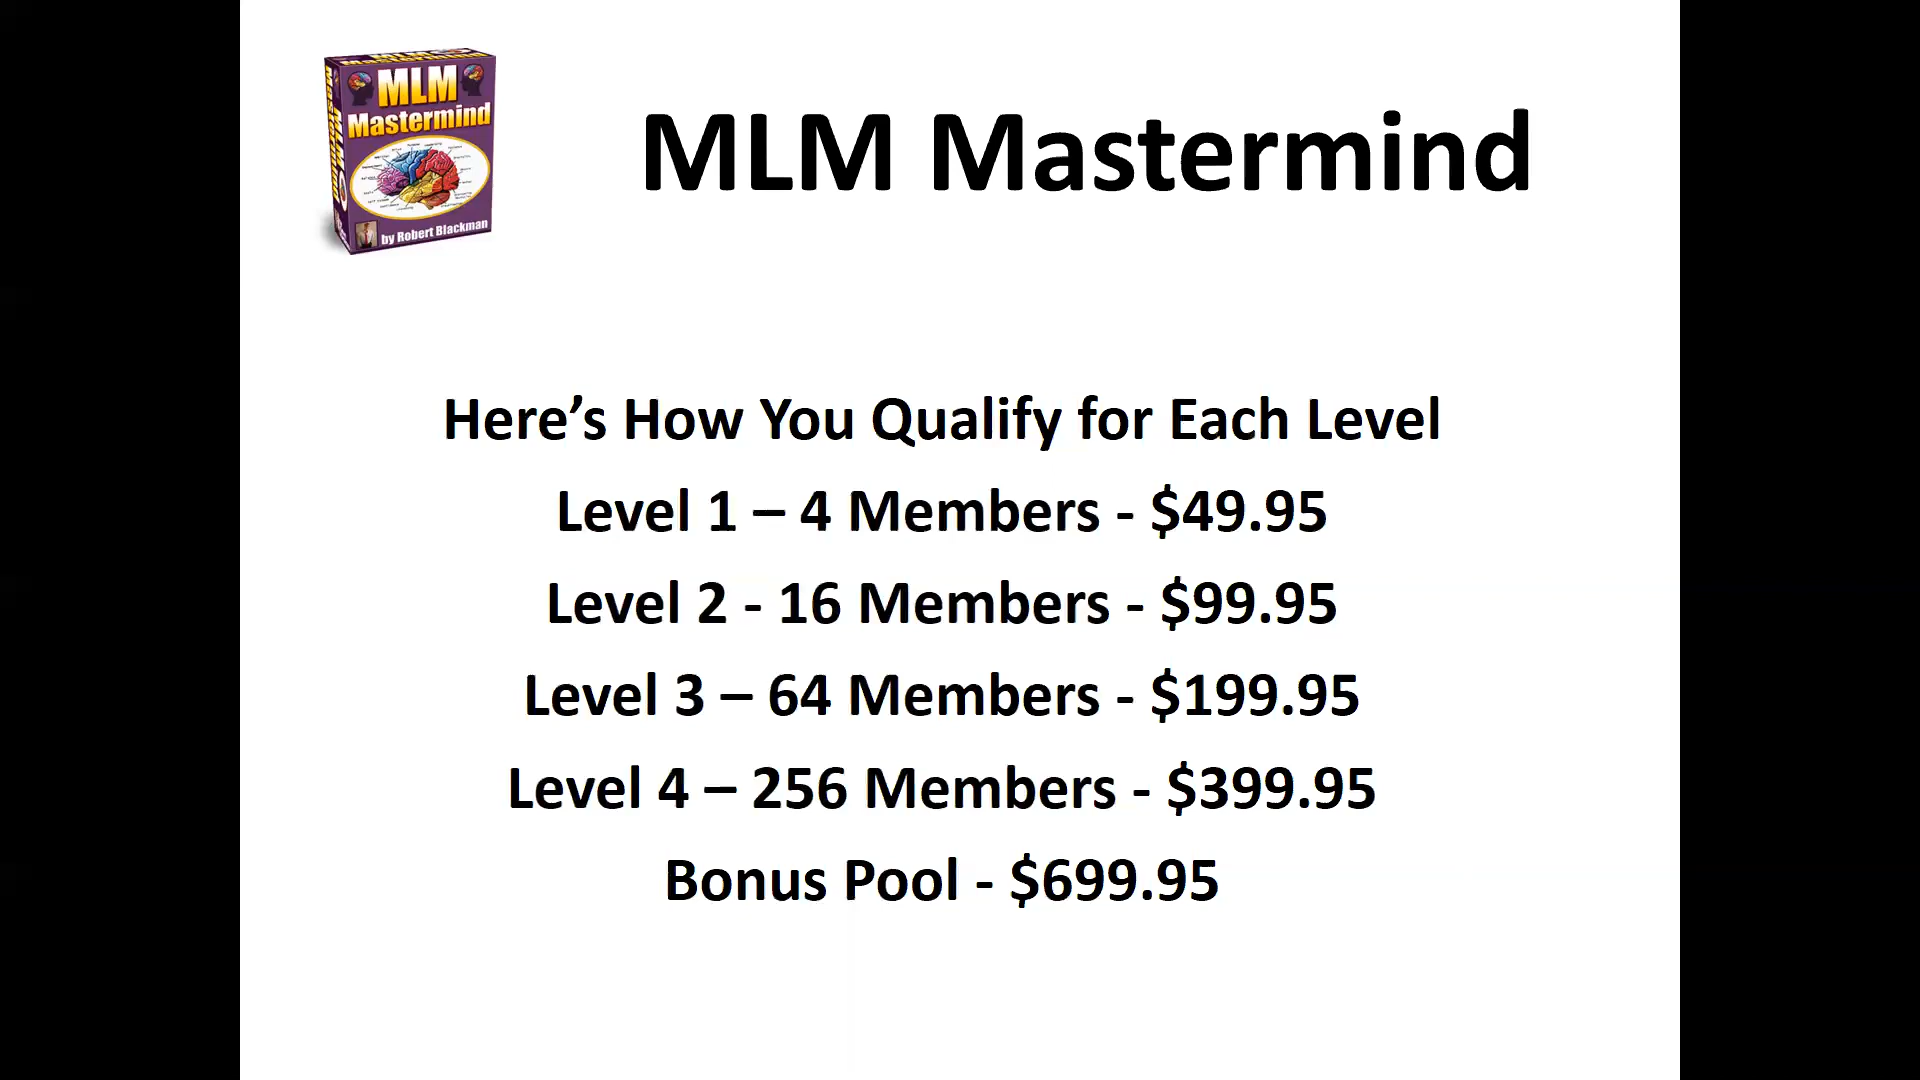 MLM
Mastermind
by Robert Blackman
MLM Mastermind
Here’s How You Qualify for Each Level
Level 1 – 4 Members - $49.95
Level 2 - 16 Members - $99.95
Level 3 – 64 Members - $199.95
Level 4 – 256 Members - $399.95
Bonus Pool - $699.95